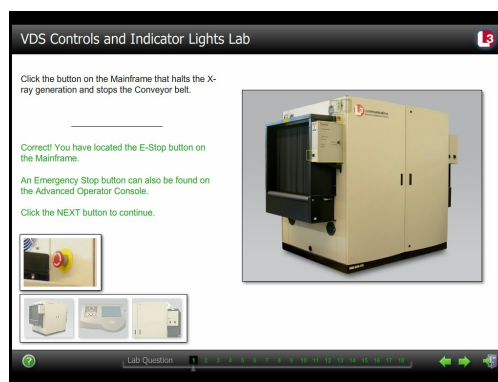 VDS Controls and Indicator Lights Lab
L3
Click the button on the Mainframe that halts the X-
ray generation and stops the Conveyor belt.
Correct! You have located the E-Stop button on
the Mainframe.
An Emergency Stop button can also be found on
the Advanced Operator Console.
Click the NEXT button to continue.
?
Lab Question 1 2 3 4 5 6 7 8 9 10 11 12 13 14 15 16 17 18